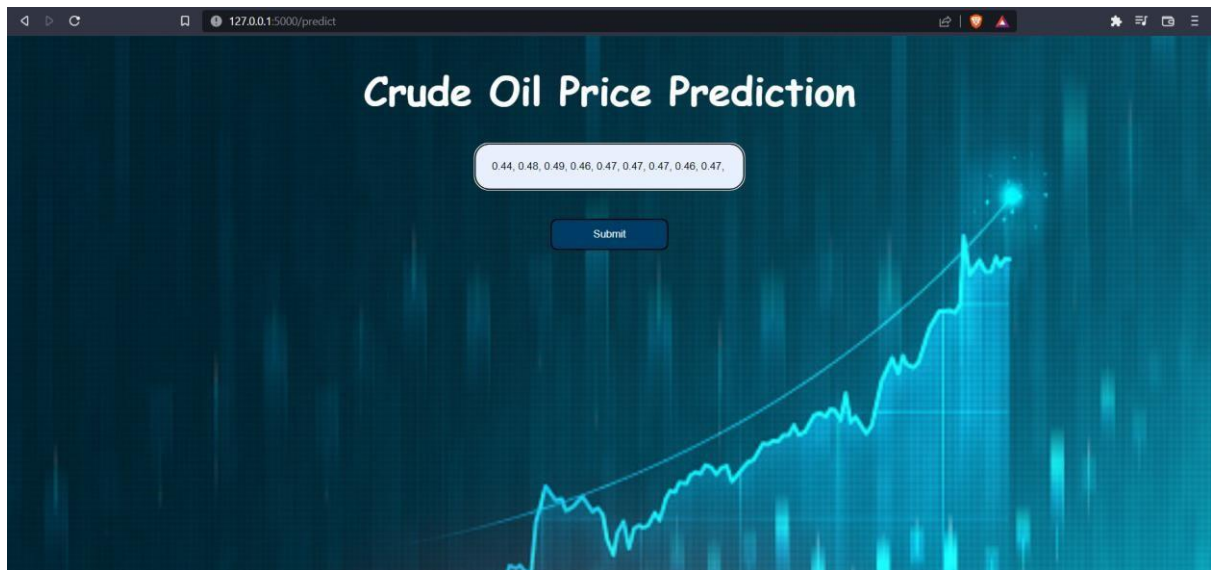 127.0.0.1:5000/predict
Crude Oil Price Prediction
0.44, 0.48, 0.49, 0.46, 0.47, 0.47, 0.47, 0.46, 0.47,
Submit